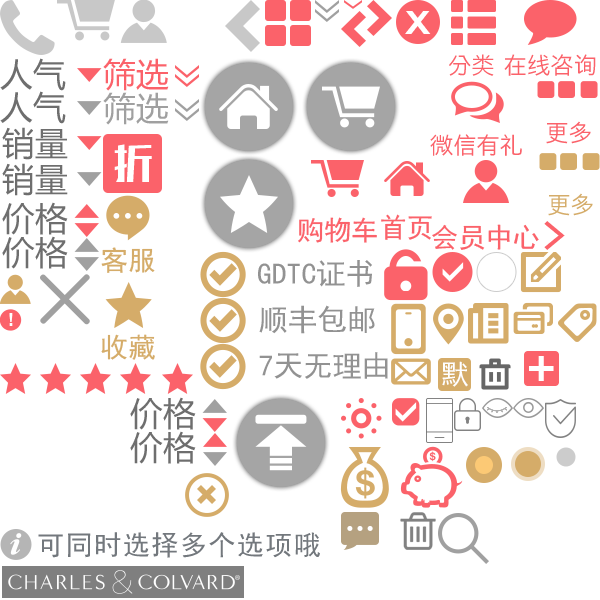 分类 在线咨询
人气 筛选
人气 筛选
微信有礼 更多
销量 折
销量
更多
价格
购物车 首页 会员中心
价格 客服
GDTC证书
! 顺丰包邮
收藏
7天无理由
默
价格
价格
$
$
i 可同时选择多个选项哦
CHARLES & COLVARD®